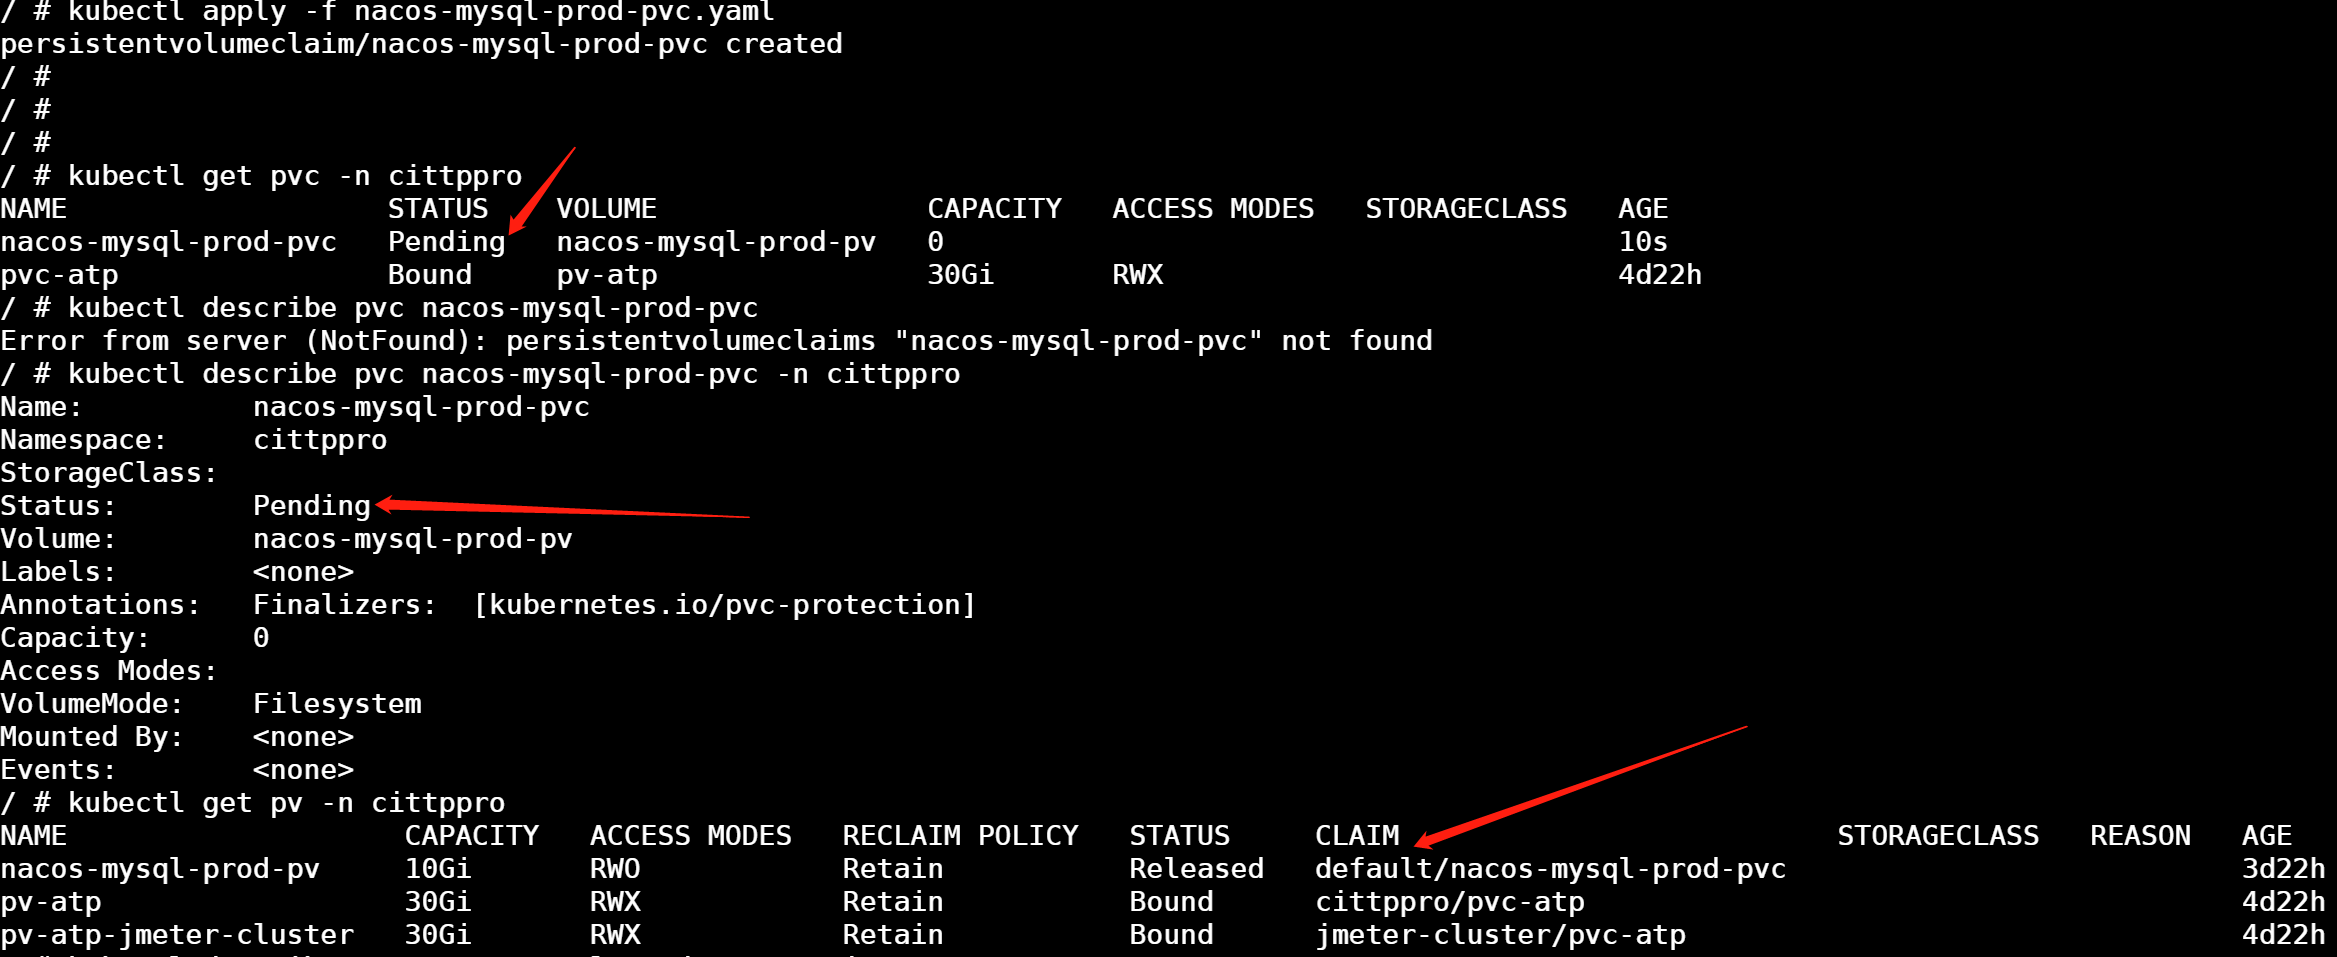 / # kubectl apply -f nacos-mysql-prod-pvc.yaml
persistentvolumeclaim/nacos-mysql-prod-pvc created
/ #
/ #
/ #
/ # kubectl get pvc -n cittppro
NAME                   STATUS    VOLUME                CAPACITY   ACCESS MODES   STORAGECLASS   AGE
nacos-mysql-prod-pvc   Pending   nacos-mysql-prod-pv   0                                        10s
pvc-atp                Bound     pv-atp                30Gi       RWX                           4d22h
/ # kubectl describe pvc nacos-mysql-prod-pvc
Error from server (NotFound): persistentvolumeclaims "nacos-mysql-prod-pvc" not found
/ # kubectl describe pvc nacos-mysql-prod-pvc -n cittppro
Name:          nacos-mysql-prod-pvc
Namespace:     cittppro
StorageClass:
Status:        Pending
Volume:        nacos-mysql-prod-pv
Labels:        <none>
Annotations:   Finalizers:  [kubernetes.io/pvc-protection]
Capacity:      0
Access Modes:
VolumeMode:    Filesystem
Mounted By:    <none>
Events:        <none>
/ # kubectl get pv -n cittppro
NAME                    CAPACITY   ACCESS MODES   RECLAIM POLICY   STATUS     CLAIM                          STORAGECLASS   REASON   AGE
nacos-mysql-prod-pv     10Gi       RWO            Retain           Released   default/nacos-mysql-prod-pvc                           3d22h
pv-atp                  30Gi       RWX            Retain           Bound      cittppro/pvc-atp                                       4d22h
pv-atp-jmeter-cluster   30Gi       RWX            Retain           Bound      jmeter-cluster/pvc-atp                                 4d22h